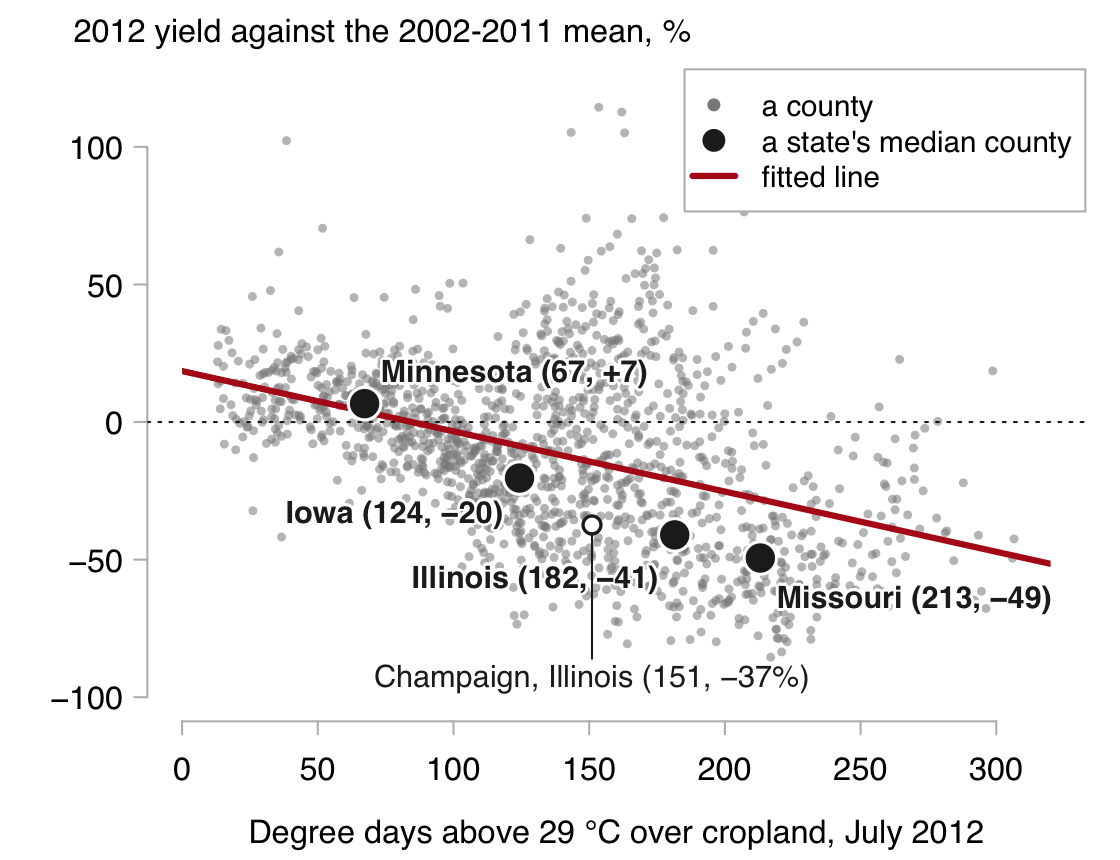 2012 yield against the 2002-2011 mean, %
a county
a state's median county
fitted line
100
50
0
−50
−100
Minnesota (67, +7)
Iowa (124, −20)
Illinois (182, −41)
Missouri (213, −49)
Champaign, Illinois (151, −37%)
0 50 100 150 200 250 300
Degree days above 29 °C over cropland, July 2012